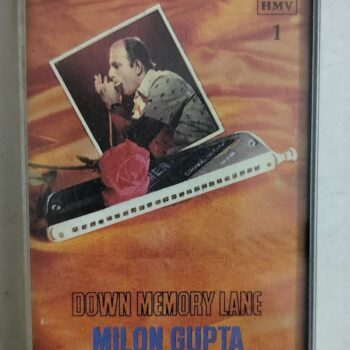 HMV
1
DOWN MEMORY LANE
MILON GUPTA